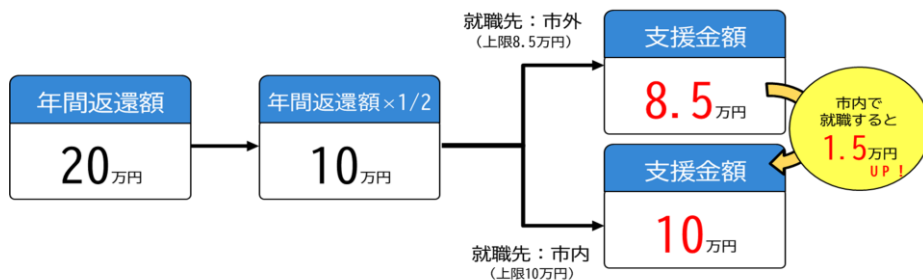 年間返還額
20万円
年間返還額×1/2
10万円
就職先:市外
(上限8.5万円)
支援金額
8.5万円
就職先:市内
(上限10万円)
支援金額
10万円
市内で
就職すると
1.5万円
UP!